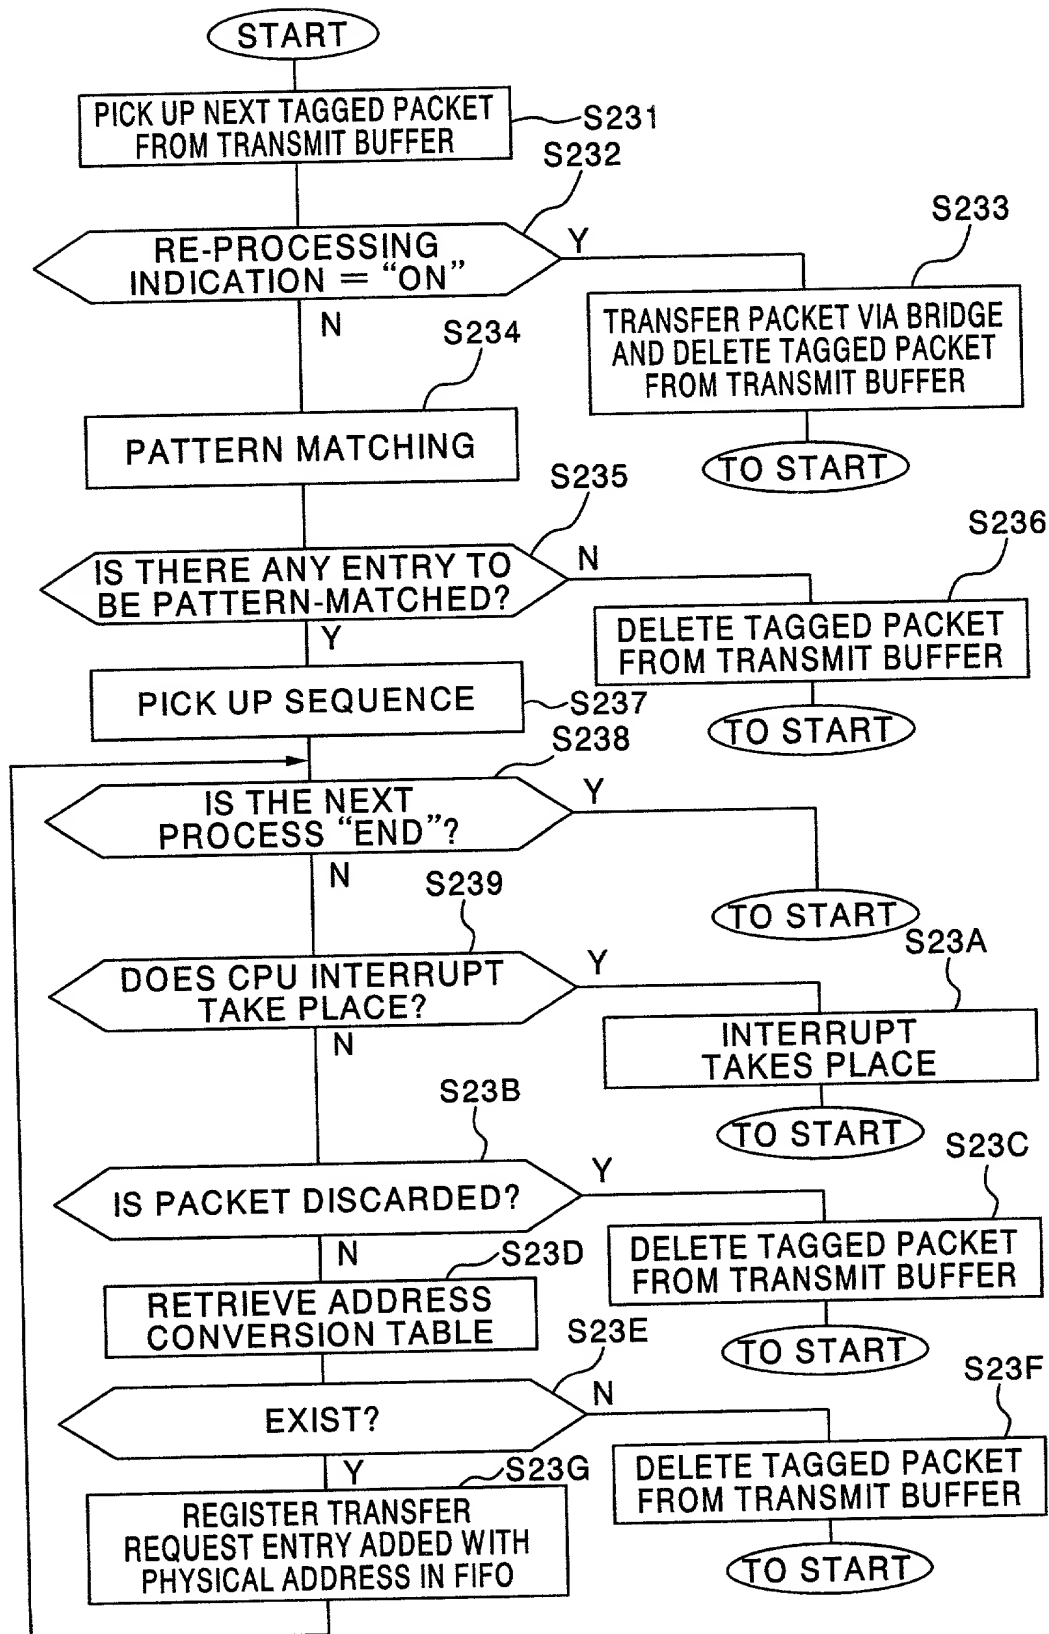 START
PICK UP NEXT TAGGED PACKET
FROM TRANSMIT BUFFER
S231
S232
RE-PROCESSING
INDICATION = “ON”
Y
N
S233
TRANSFER PACKET VIA BRIDGE
AND DELETE TAGGED PACKET
FROM TRANSMIT BUFFER
TO START
S234
PATTERN MATCHING
S235
IS THERE ANY ENTRY TO
BE PATTERN-MATCHED?
N
Y
S236
DELETE TAGGED PACKET
FROM TRANSMIT BUFFER
TO START
PICK UP SEQUENCE
S237
S238
IS THE NEXT
PROCESS “END”?
Y
N
TO START
S239
DOES CPU INTERRUPT
TAKE PLACE?
Y
N
S23A
INTERRUPT
TAKES PLACE
TO START
S23B
IS PACKET DISCARDED?
Y
N
S23C
DELETE TAGGED PACKET
FROM TRANSMIT BUFFER
TO START
S23D
RETRIEVE ADDRESS
CONVERSION TABLE
S23E
EXIST?
N
Y
S23F
DELETE TAGGED PACKET
FROM TRANSMIT BUFFER
TO START
S23G
REGISTER TRANSFER
REQUEST ENTRY ADDED WITH
PHYSICAL ADDRESS IN FIFO